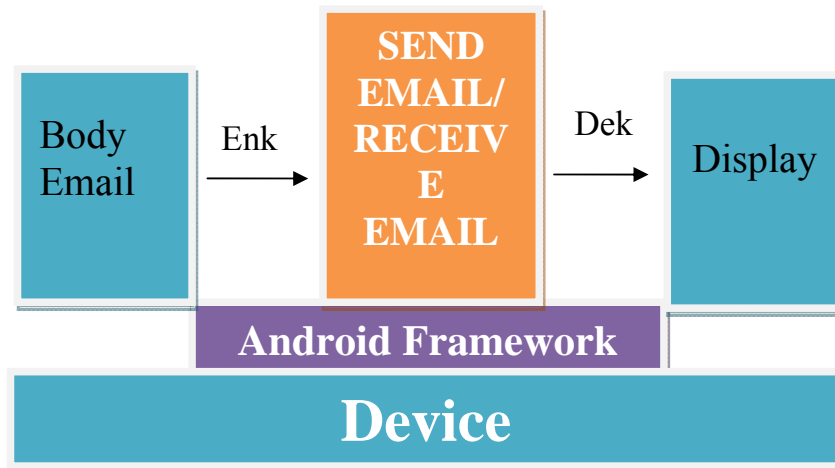 Body
Email
Enk
SEND
EMAIL/
RECEIV
E
EMAIL
Dek
Display
Android Framework
Device